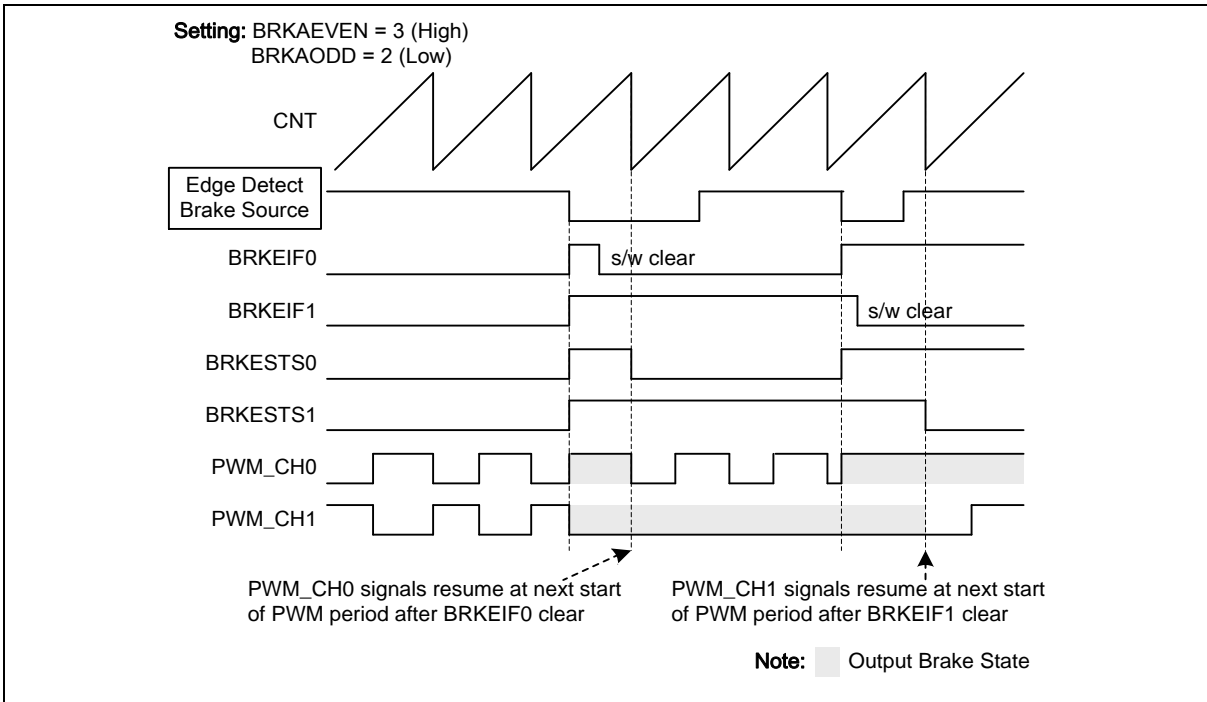 Setting: BRKAEVEN = 3 (High)
BRKAODD = 2 (Low)
CNT
Edge Detect
Brake Source
BRKEIF0
s/w clear
BRKEIF1
s/w clear
BRKESTS0
BRKESTS1
PWM_CH0
PWM_CH1
PWM_CH0 signals resume at next start
of PWM period after BRKEIF0 clear
PWM_CH1 signals resume at next start
of PWM period after BRKEIF1 clear
Note: Output Brake State